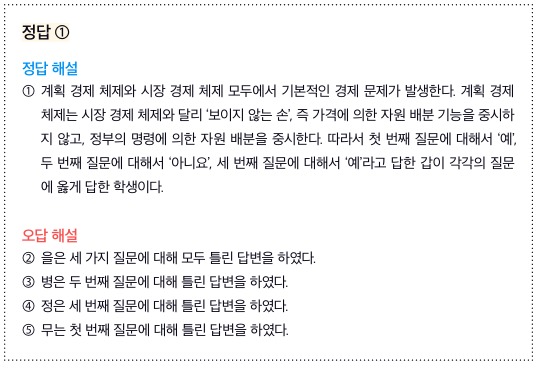 정답 ①
정답 해설
① 계획 경제 체제와 시장 경제 체제 모두에서 기본적인 경제 문제가 발생한다. 계획 경제
체제는 시장 경제 체제와 달리 ‘보이지 않는 손’, 즉 가격에 의한 자원 배분 기능을 중시하
지 않고, 정부의 명령에 의한 자원 배분을 중시한다. 따라서 첫 번째 질문에 대해서 ‘예’,
두 번째 질문에 대해서 ‘아니요’, 세 번째 질문에 대해서 ‘예’라고 답한 갑이 각각의 질문
에 옳게 답한 학생이다.
오답 해설
② 을은 세 가지 질문에 대해 모두 틀린 답변을 하였다.
③ 병은 두 번째 질문에 대해 틀린 답변을 하였다.
④ 정은 세 번째 질문에 대해 틀린 답변을 하였다.
⑤ 무는 첫 번째 질문에 대해 틀린 답변을 하였다.